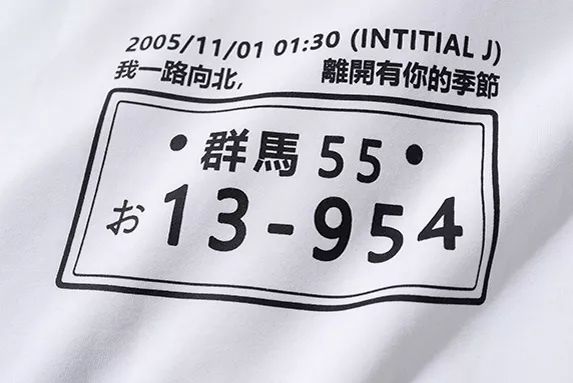 2005/11/01 01:30 (INTITIAL J)
我一路向北, 離開有你的季節
• 群馬 55 •
お 13-954